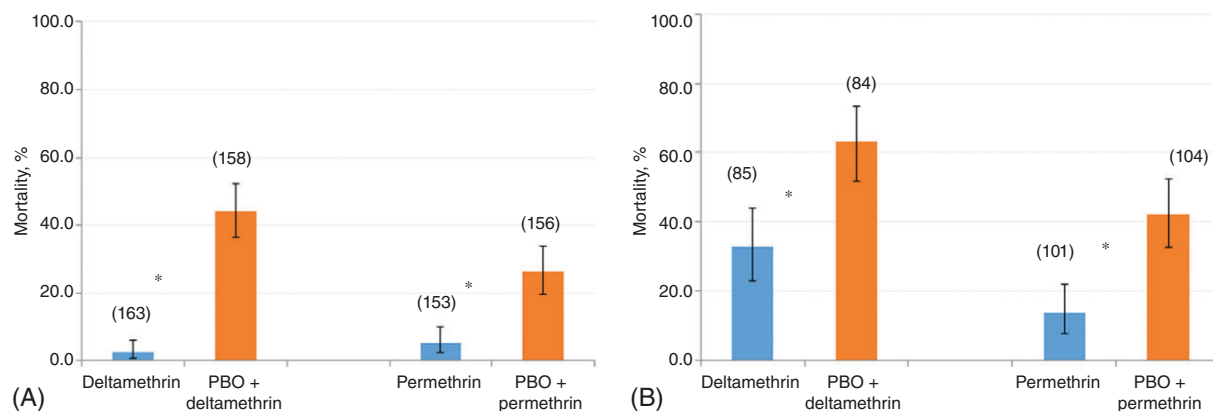 100.0
80.0
60.0
40.0
20.0
0.0
Mortality, %
(163)
*
(158)
(153)
*
(156)
Deltamethrin
PBO +
deltamethrin
Permethrin
PBO +
permethrin
(A)
100.0
80.0
60.0
40.0
20.0
0.0
Mortality, %
(85)
*
(84)
(101)
*
(104)
Deltamethrin
PBO +
deltamethrin
Permethrin
PBO +
permethrin
(B)